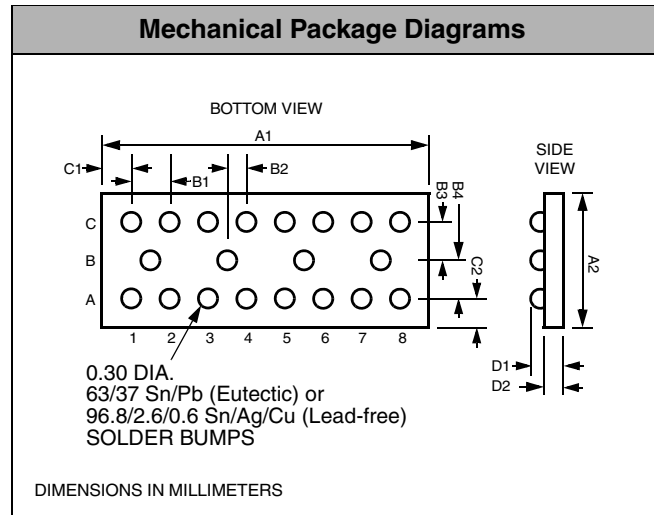 Mechanical Package Diagrams
BOTTOM VIEW
A1
SIDE
VIEW
C1
B1
B2
B3
B4
C
B
A
C2
A2
1 2 3 4 5 6 7 8
D1
D2
0.30 DIA.
63/37 Sn/Pb (Eutectic) or
96.8/2.6/0.6 Sn/Ag/Cu (Lead-free)
SOLDER BUMPS
DIMENSIONS IN MILLIMETERS